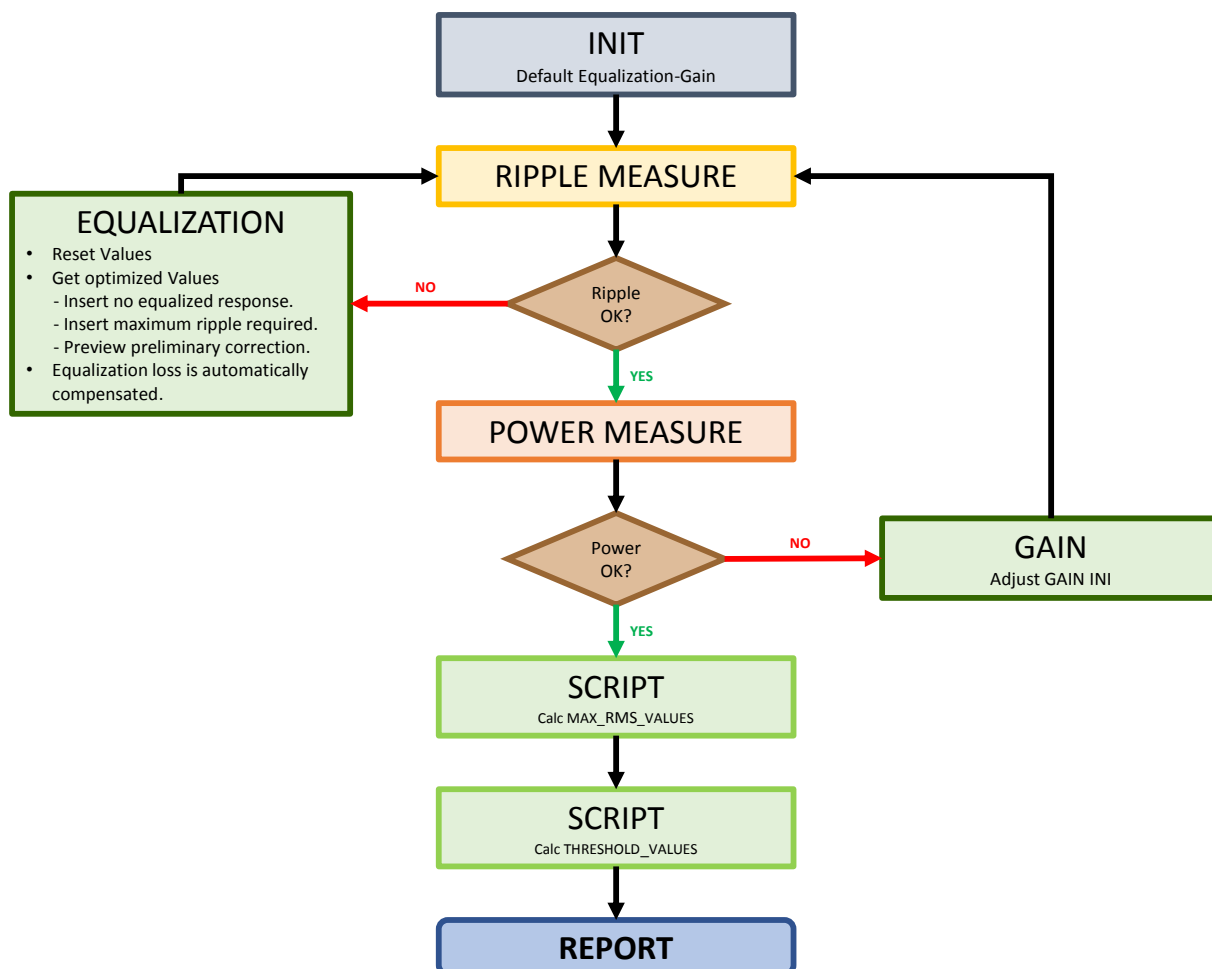 INIT
Default Equalization-Gain
RIPPLE MEASURE
EQUALIZATION
• Reset Values
• Get optimized Values
- Insert no equalized response.
- Insert maximum ripple required.
- Preview preliminary correction.
• Equalization loss is automatically
compensated.
NO
Ripple
OK?
YES
POWER MEASURE
Power
OK?
NO
GAIN
Adjust GAIN INI
YES
SCRIPT
Calc MAX_RMS_VALUES
SCRIPT
Calc THRESHOLD_VALUES
REPORT